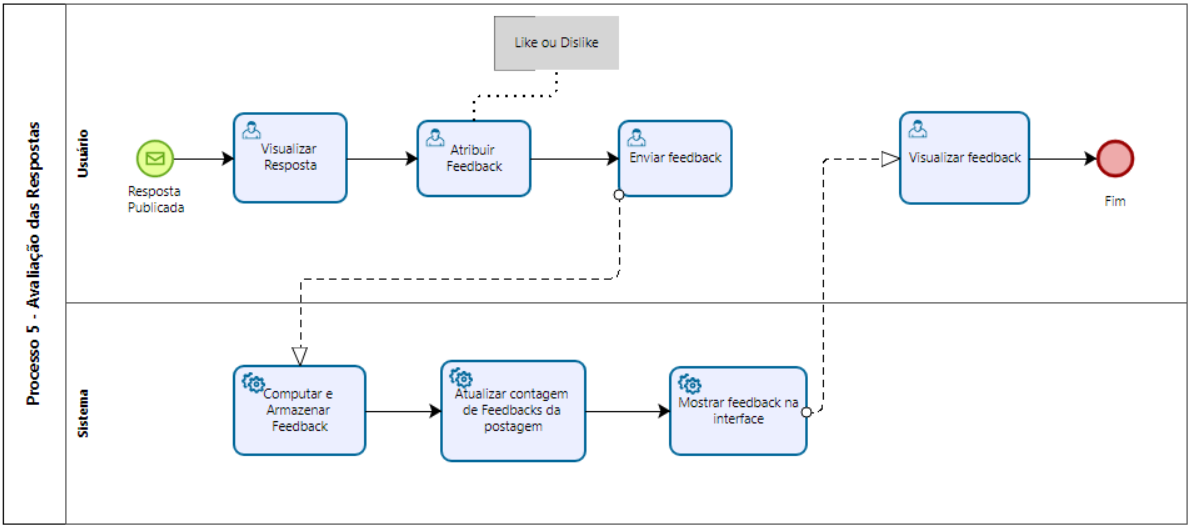 Processo 5 - Avaliação das Respostas
Usuário
Like ou Dislike
Resposta
Publicada
Visualizar
Resposta
Atribuir
Feedback
Enviar feedback
Visualizar feedback
Fim
Sistema
Computar e
Armazenar
Feedback
Atualizar contagem
de Feedbacks da
postagem
Mostrar feedback na
interface